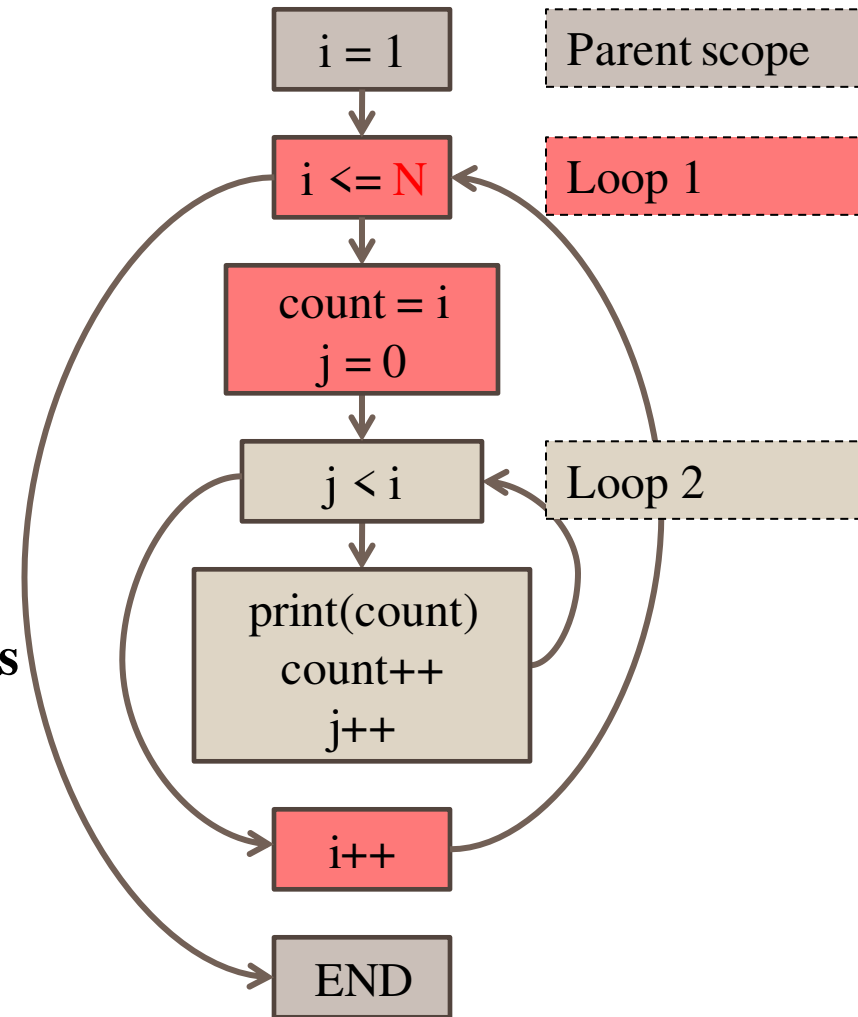 i = 1
Parent scope
i <= N
Loop 1
count = i
j = 0
j < i
Loop 2
print(count)
s
count++
j++
i++
END